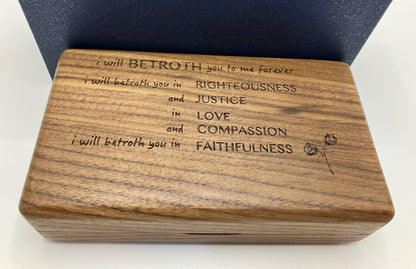 i will BETROTH you to me forever
i will betroth you in RIGHTEOUSNESS
and JUSTICE
in LOVE
and COMPASSION
i will betroth you in FAITHFULNESS